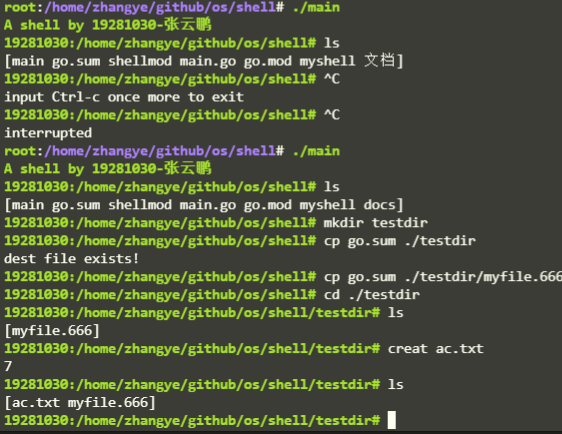 root:/home/zhangye/github/os/shell# ./main
A shell by 19281030-张云鹏
19281030:/home/zhangye/github/os/shell# ls
[main go.sum shellmod main.go go.mod myshell 文档]
19281030:/home/zhangye/github/os/shell# ^C
input Ctrl-c once more to exit
19281030:/home/zhangye/github/os/shell# ^C
interrupted
root:/home/zhangye/github/os/shell# ./main
A shell by 19281030-张云鹏
19281030:/home/zhangye/github/os/shell# ls
[main go.sum shellmod main.go go.mod myshell docs]
19281030:/home/zhangye/github/os/shell# mkdir testdir
19281030:/home/zhangye/github/os/shell# cp go.sum ./testdir
dest file exists!
19281030:/home/zhangye/github/os/shell# cp go.sum ./testdir/myfile.666
19281030:/home/zhangye/github/os/shell# cd ./testdir
19281030:/home/zhangye/github/os/shell/testdir# ls
[myfile.666]
19281030:/home/zhangye/github/os/shell/testdir# creat ac.txt
7
19281030:/home/zhangye/github/os/shell/testdir# ls
[ac.txt myfile.666]
19281030:/home/zhangye/github/os/shell/testdir#